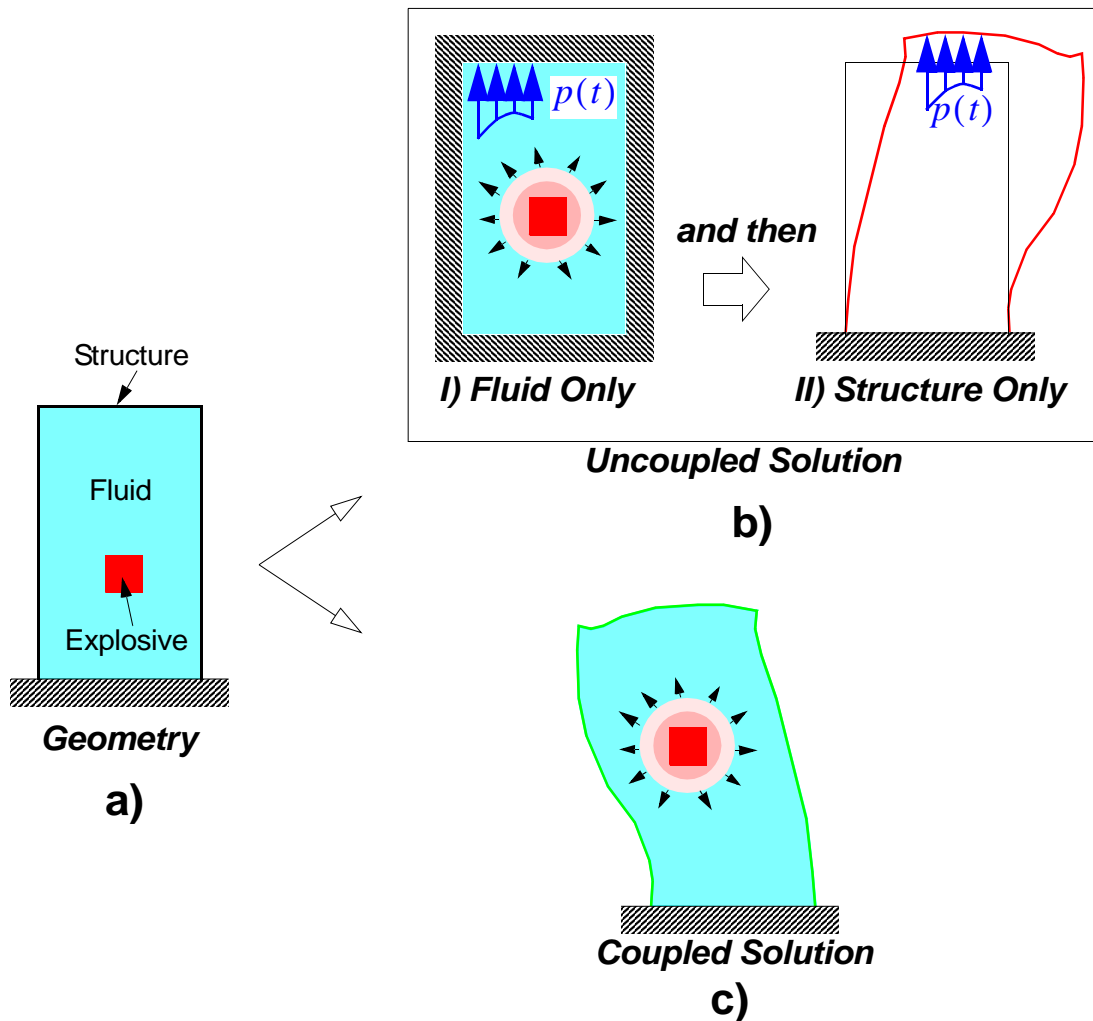 p(t)
p(t)
and then
I) Fluid Only
II) Structure Only
Uncoupled Solution
b)
Structure
Fluid
Explosive
Geometry
a)
Coupled Solution
c)